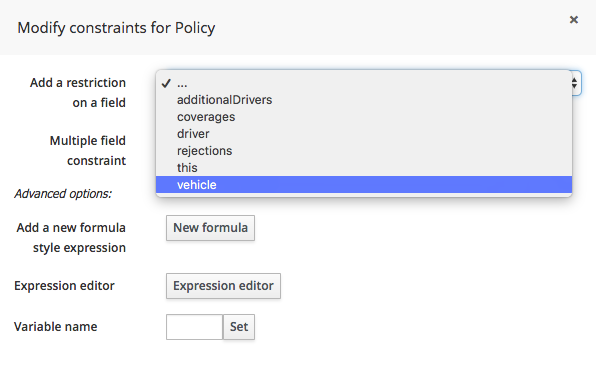 Modify constraints for Policy
×
Add a restriction
on a field
✓ ...
additionalDrivers
coverages
driver
rejections
this
vehicle
Multiple field
constraint
Advanced options:
Add a new formula
style expression
New formula
Expression editor
Expression editor
Variable name
Set